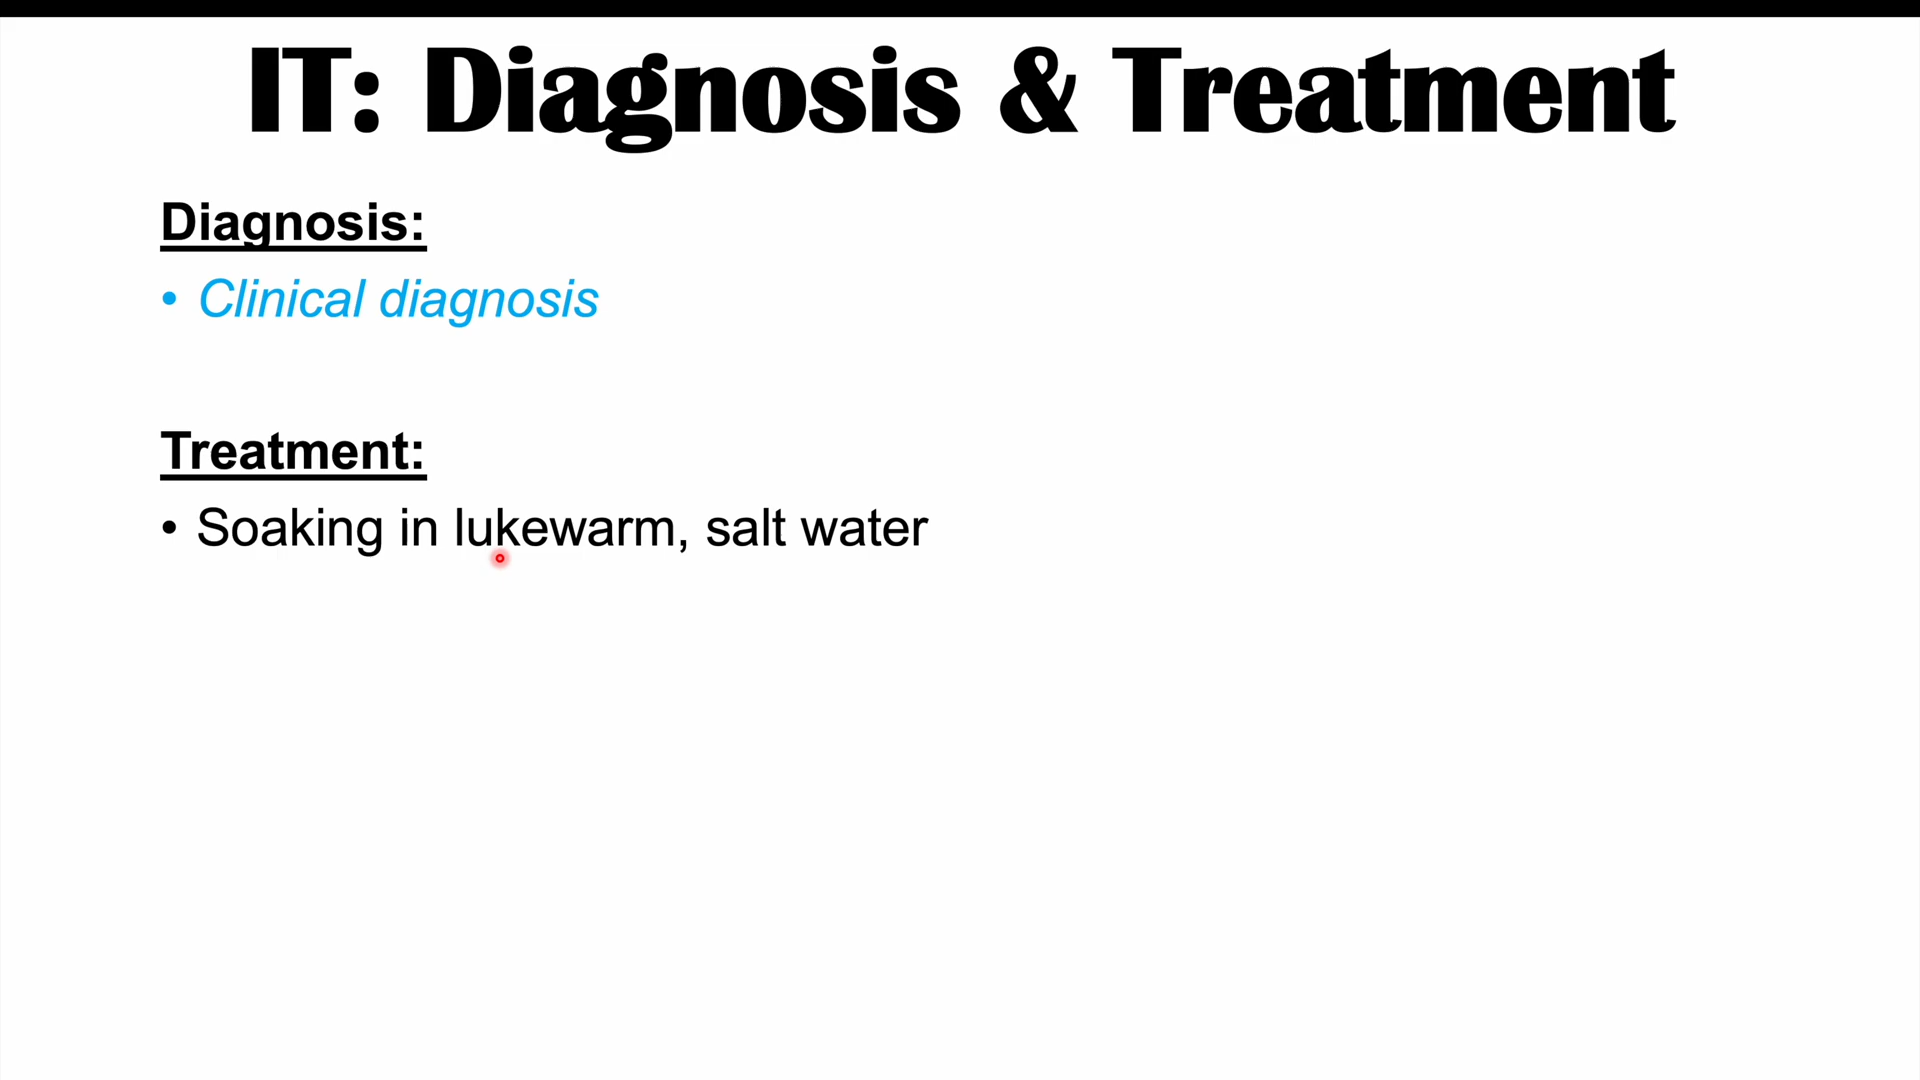 IT: Diagnosis & Treatment
Diagnosis:
• Clinical diagnosis
Treatment:
• Soaking in lukewarm, salt water